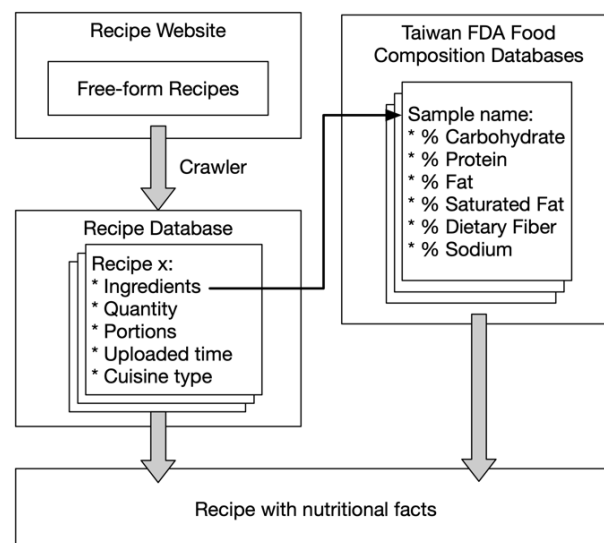 Recipe Website
Free-form Recipes
Crawler
Recipe Database
Recipe x:
* Ingredients
* Quantity
* Portions
* Uploaded time
* Cuisine type
Taiwan FDA Food
Composition Databases
Sample name:
* % Carbohydrate
* % Protein
* % Fat
* % Saturated Fat
* % Dietary Fiber
* % Sodium
Recipe with nutritional facts